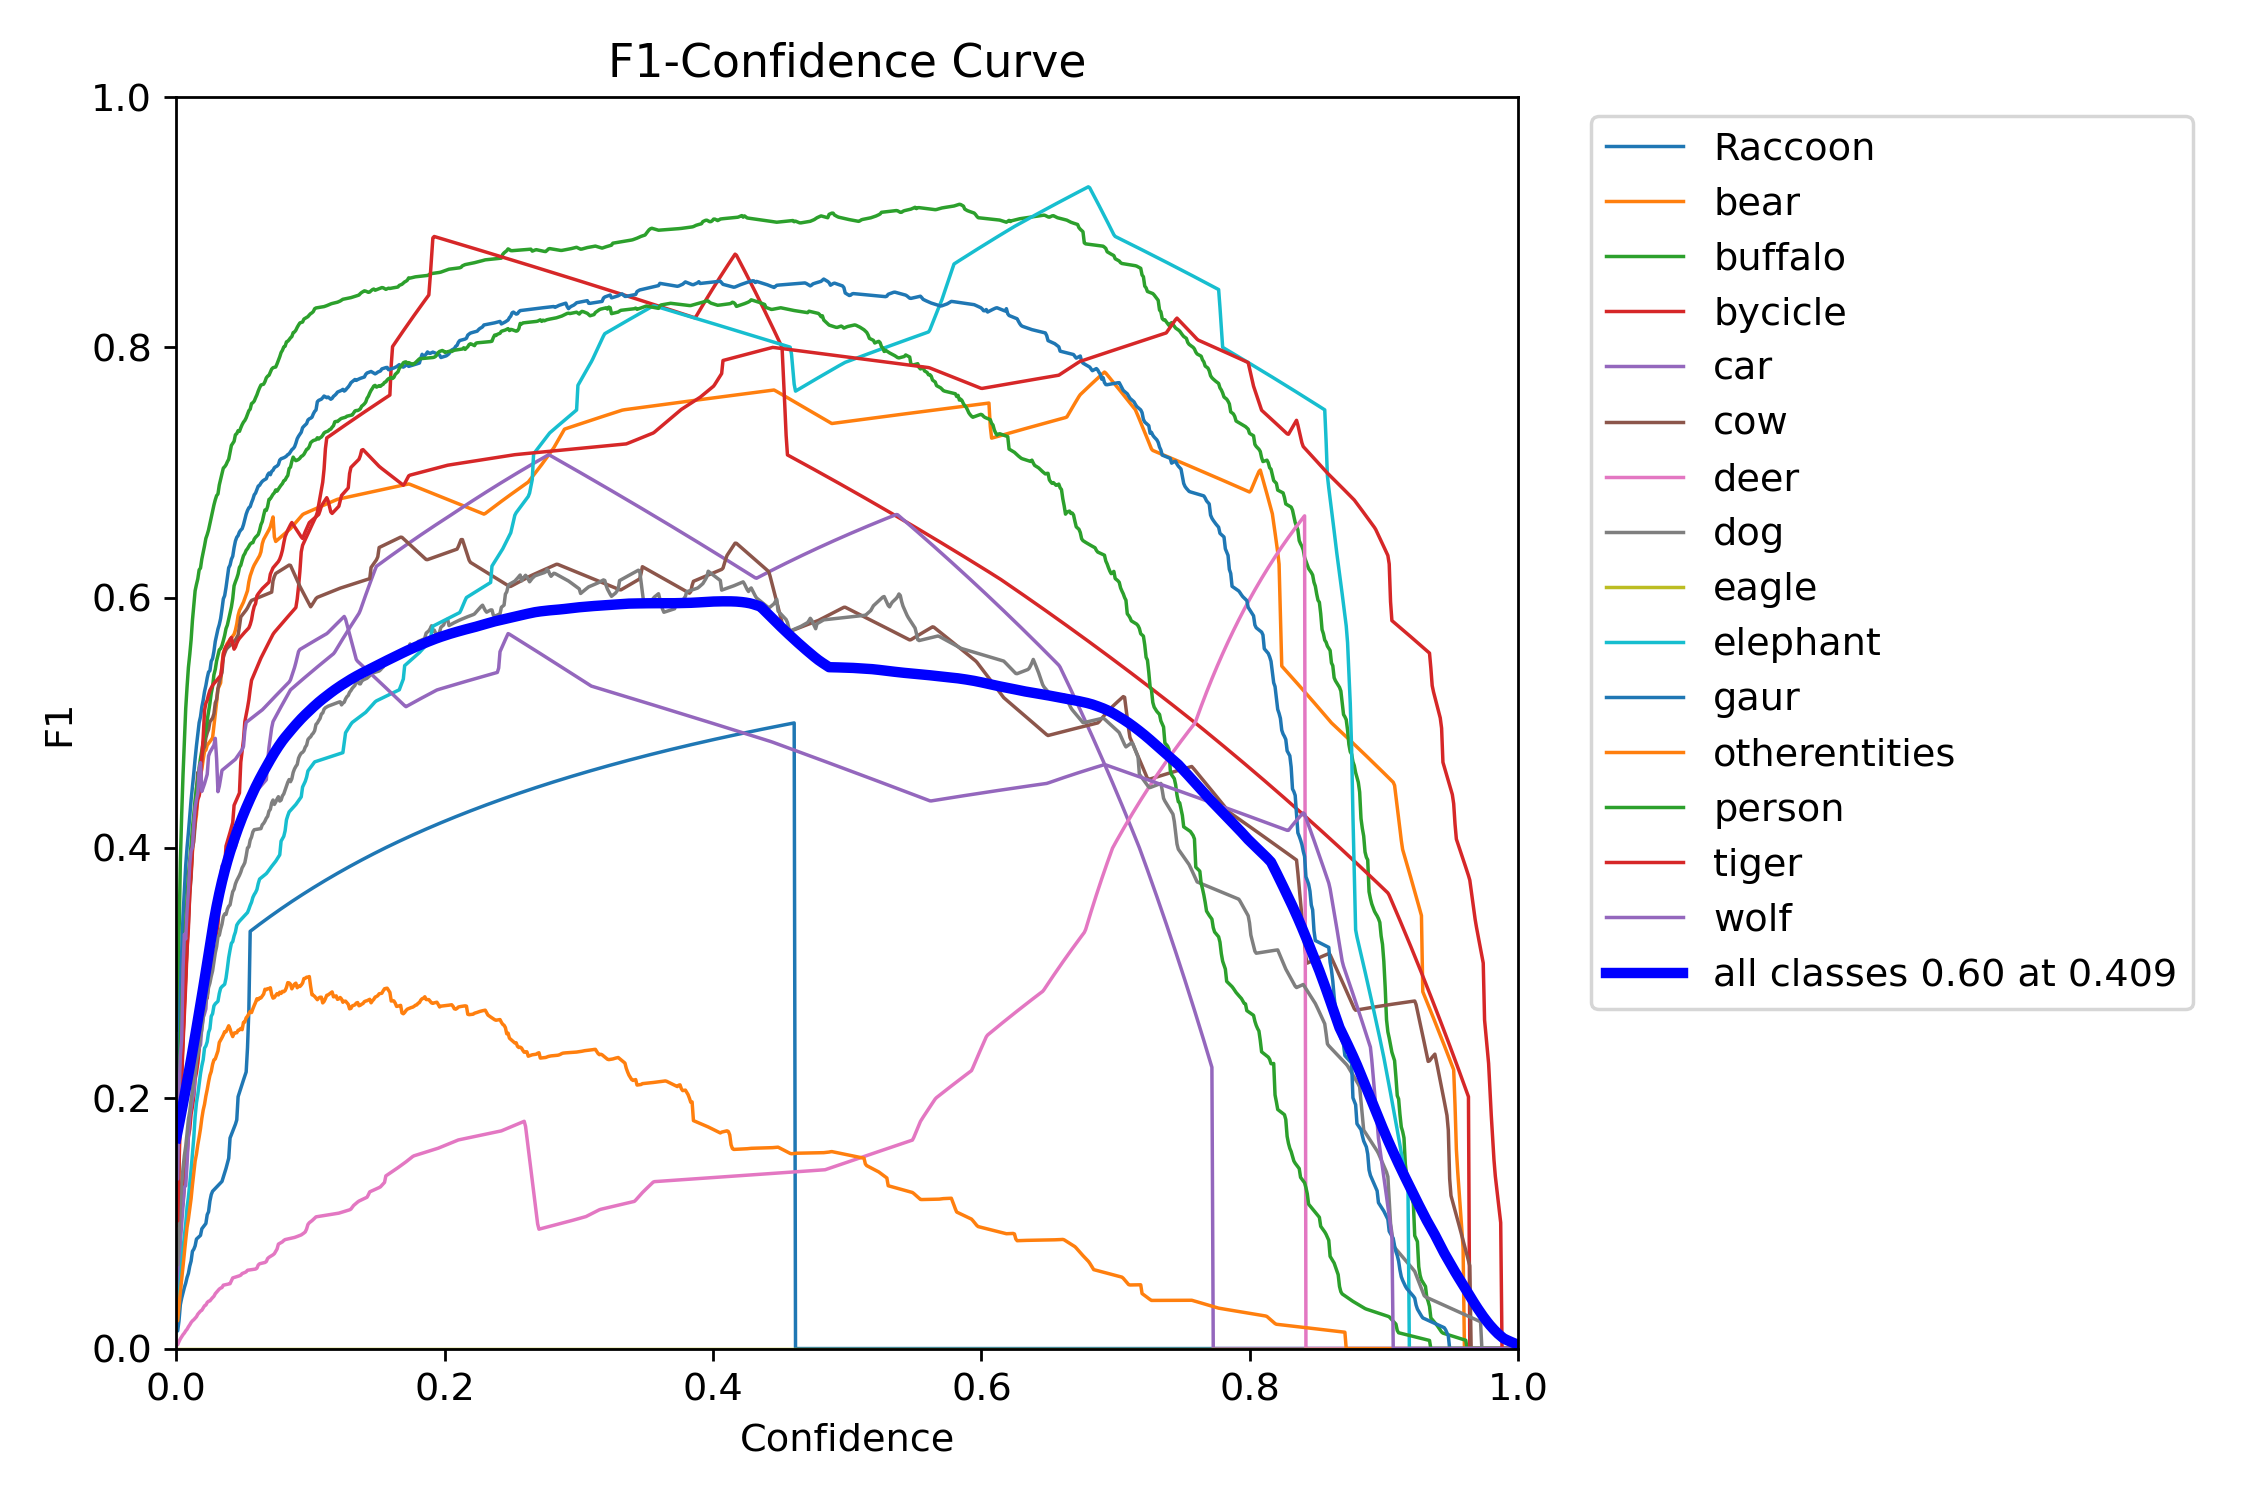 F1-Confidence Curve
1.0
0.8
0.6
0.4
0.2
0.0
F1
0.0 0.2 0.4 0.6 0.8 1.0
Confidence
Raccoon
bear
buffalo
bycicle
car
cow
deer
dog
eagle
elephant
gaur
otherentities
person
tiger
wolf
all classes 0.60 at 0.409